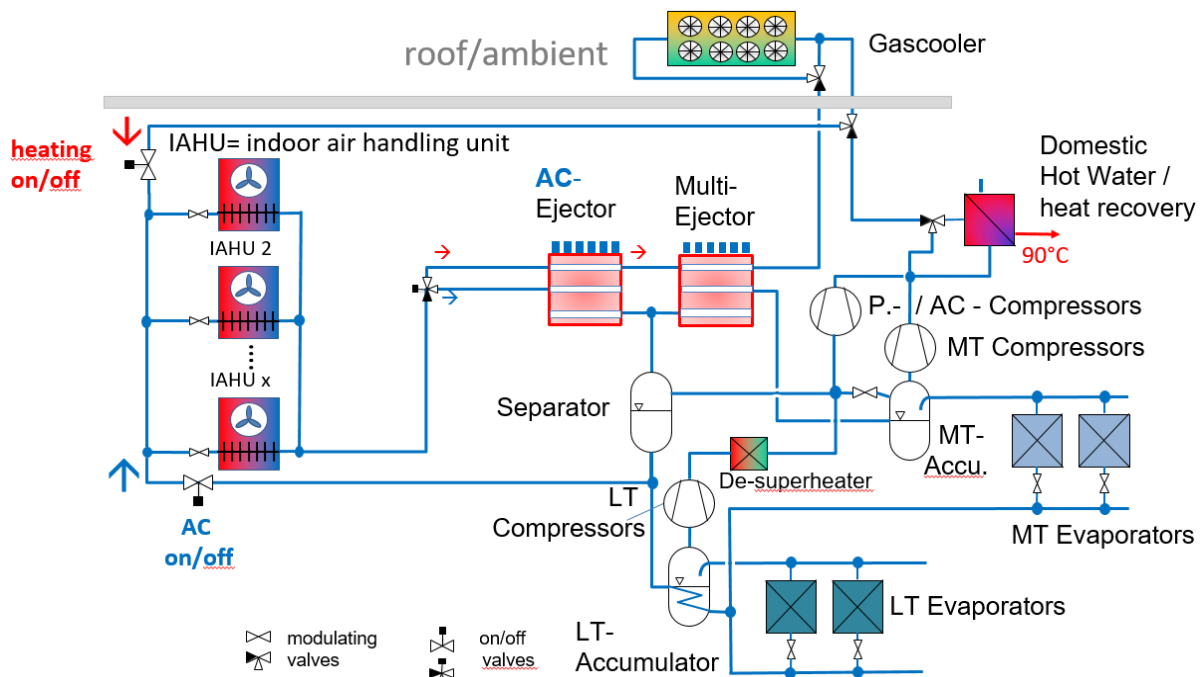 roof/ambient
Gascooler
heating
on/off
IAHU= indoor air handling unit
Domestic
Hot Water /
heat recovery
90°C
AC-
Ejector
Multi-
Ejector
IAHU 2
P.- / AC - Compressors
MT Compressors
IAHU x
Separator
MT-
Accu.
De-superheater
LT
Compressors
AC
on/off
MT Evaporators
LT Evaporators
LT-
Accumulator
modulating
valves
on/off
valves